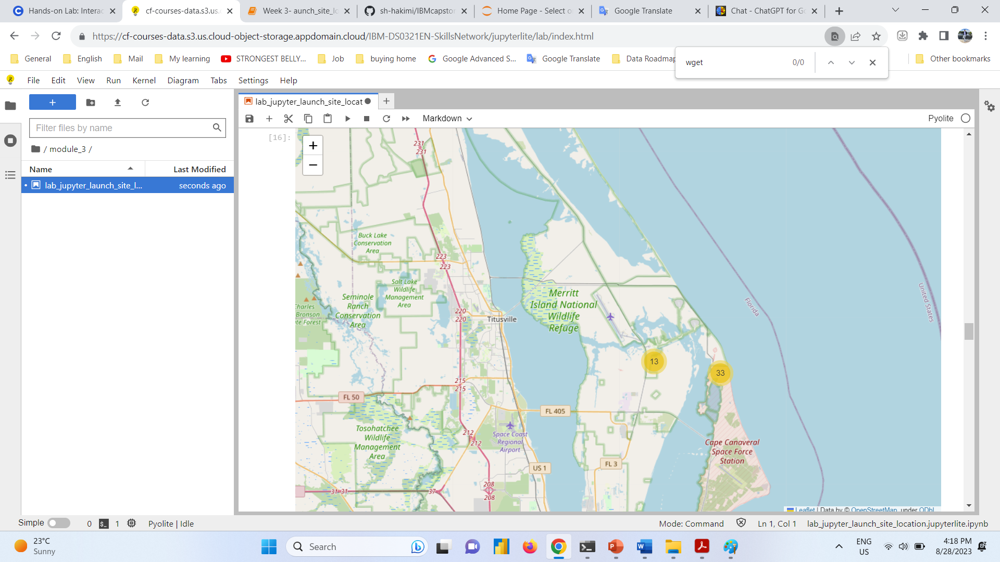 Hands-on Lab: Interac
cf-courses-data.s3.us.
Week 3- aunch_site_lo
sh-hakimi/IBMcapstor
Home Page - Select o
Google Translate
Chat - ChatGPT for Go
https://cf-courses-data.s3.us.cloud-object-storage.appdomain.cloud/IBM-DS0321EN-SkillsNetwork/jupyterlite/lab/index.html
General
English
Mail
My learning
STRONGEST BELLY...
Job
buying home
Google Advanced S...
Google Translate
Data Roadmap
Other bookmarks
wget
0/0
File
Edit
View
Run
Kernel
Diagram
Tabs
Settings
Help
Filter files by name
/ module_3 /
Name
Last Modified
lab_jupyter_launch_site_l...
seconds ago
lab_jupyter_launch_site_locat
Markdown
Pyolite
[16]:
+
−
231
231
Buck Lake
Conservation
Area
223
223
Salt Lake
Wildlife
Management
Area
Seminole
Ranch
Conservation
Area
Charles
Bronson
te Forest
220
220
Titusville
Merritt
Island National
Wildlife
Refuge
Florida
United States
13
33
215
215
FL 50
FL 405
Tosohatchee
Wildlife
Management
Area
212
212
Space Coast
Regional
Airport
Cape Canaveral
Space Force
Station
US 1
FL 3
208
208
31 31
37
Leaflet | Data by © OpenStreetMap, under ODbL
Simple
0
1
Pyolite | Idle
Mode: Command
Ln 1, Col 1
lab_jupyter_launch_site_location.jupyterlite.ipynb
23°C
Sunny
Search
ENG
US
4:18 PM
8/28/2023